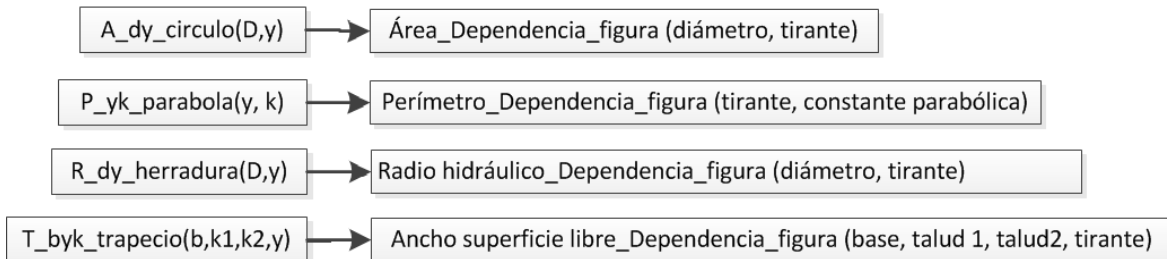 A_dy_circulo(D,y) Área_Dependencia_figura (diámetro, tirante)
P_yk_parabola(y, k) Perímetro_Dependencia_figura (tirante, constante parabólica)
R_dy_herradura(D,y) Radio hidráulico_Dependencia_figura (diámetro, tirante)
T_byk_trapecio(b,k1,k2,y) Ancho superficie libre_Dependencia_figura (base, talud 1, talud2, tirante)